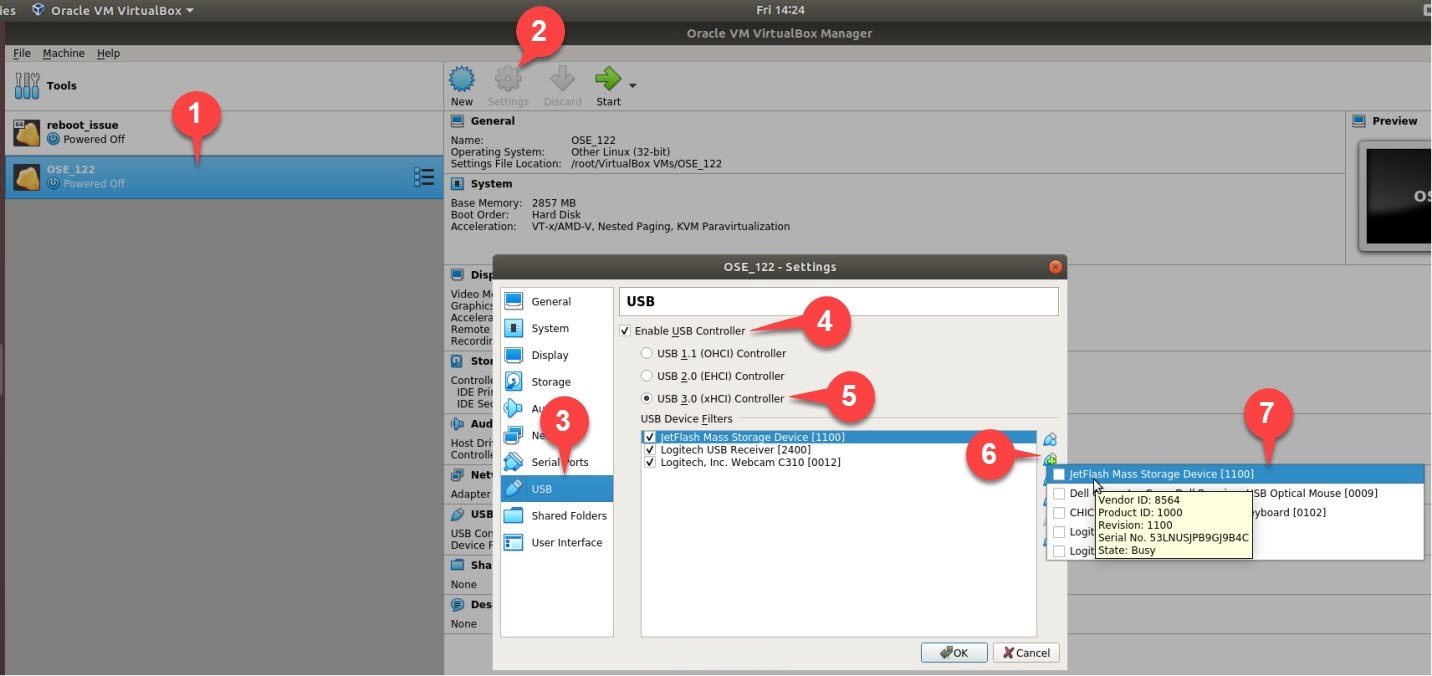 ies Oracle VM VirtualBox Fri 14:24
Oracle VM VirtualBox Manager
File Machine Help
Tools
New Settings Discard Start
1
2
64
reboot_issue
Powered Off
OSE_122
Powered Off
General
Name: OSE_122
Operating System: Other Linux (32-bit)
Settings File Location: /root/VirtualBox VMs/OSE_122
Preview
System
Base Memory: 2857 MB
Boot Order: Hard Disk
Acceleration: VT-x/AMD-V, Nested Paging, KVM Paravirtualization
OS
Disp
Video Me
Graphics
Accelera
Remote
Recordin
Stor
Controlle
IDE Prin
IDE Sec
Aud
Host Driv
Controlle
Netw
Adapter
USB
USB Con
Device F
Sha
None
Des
None
OSE_122 - Settings
General
System
Display
Storage
Au
Ne
Serial Ports
USB
Shared Folders
User Interface
3
USB
Enable USB Controller
4
USB 1.1 (OHCI) Controller
USB 2.0 (EHCI) Controller
USB 3.0 (xHCI) Controller
5
USB Device Filters
JetFlash Mass Storage Device [1100]
Logitech USB Receiver [2400]
Logitech, Inc. Webcam C310 [0012]
6
7
JetFlash Mass Storage Device [1100]
Dell USB Optical Mouse [0009]
CHIC eyboard [0102]
Logit
Logit
Vendor ID: 8564
Product ID: 1000
Revision: 1100
Serial No. 53LNUSJPB9GJ9B4C
State: Busy
OK Cancel